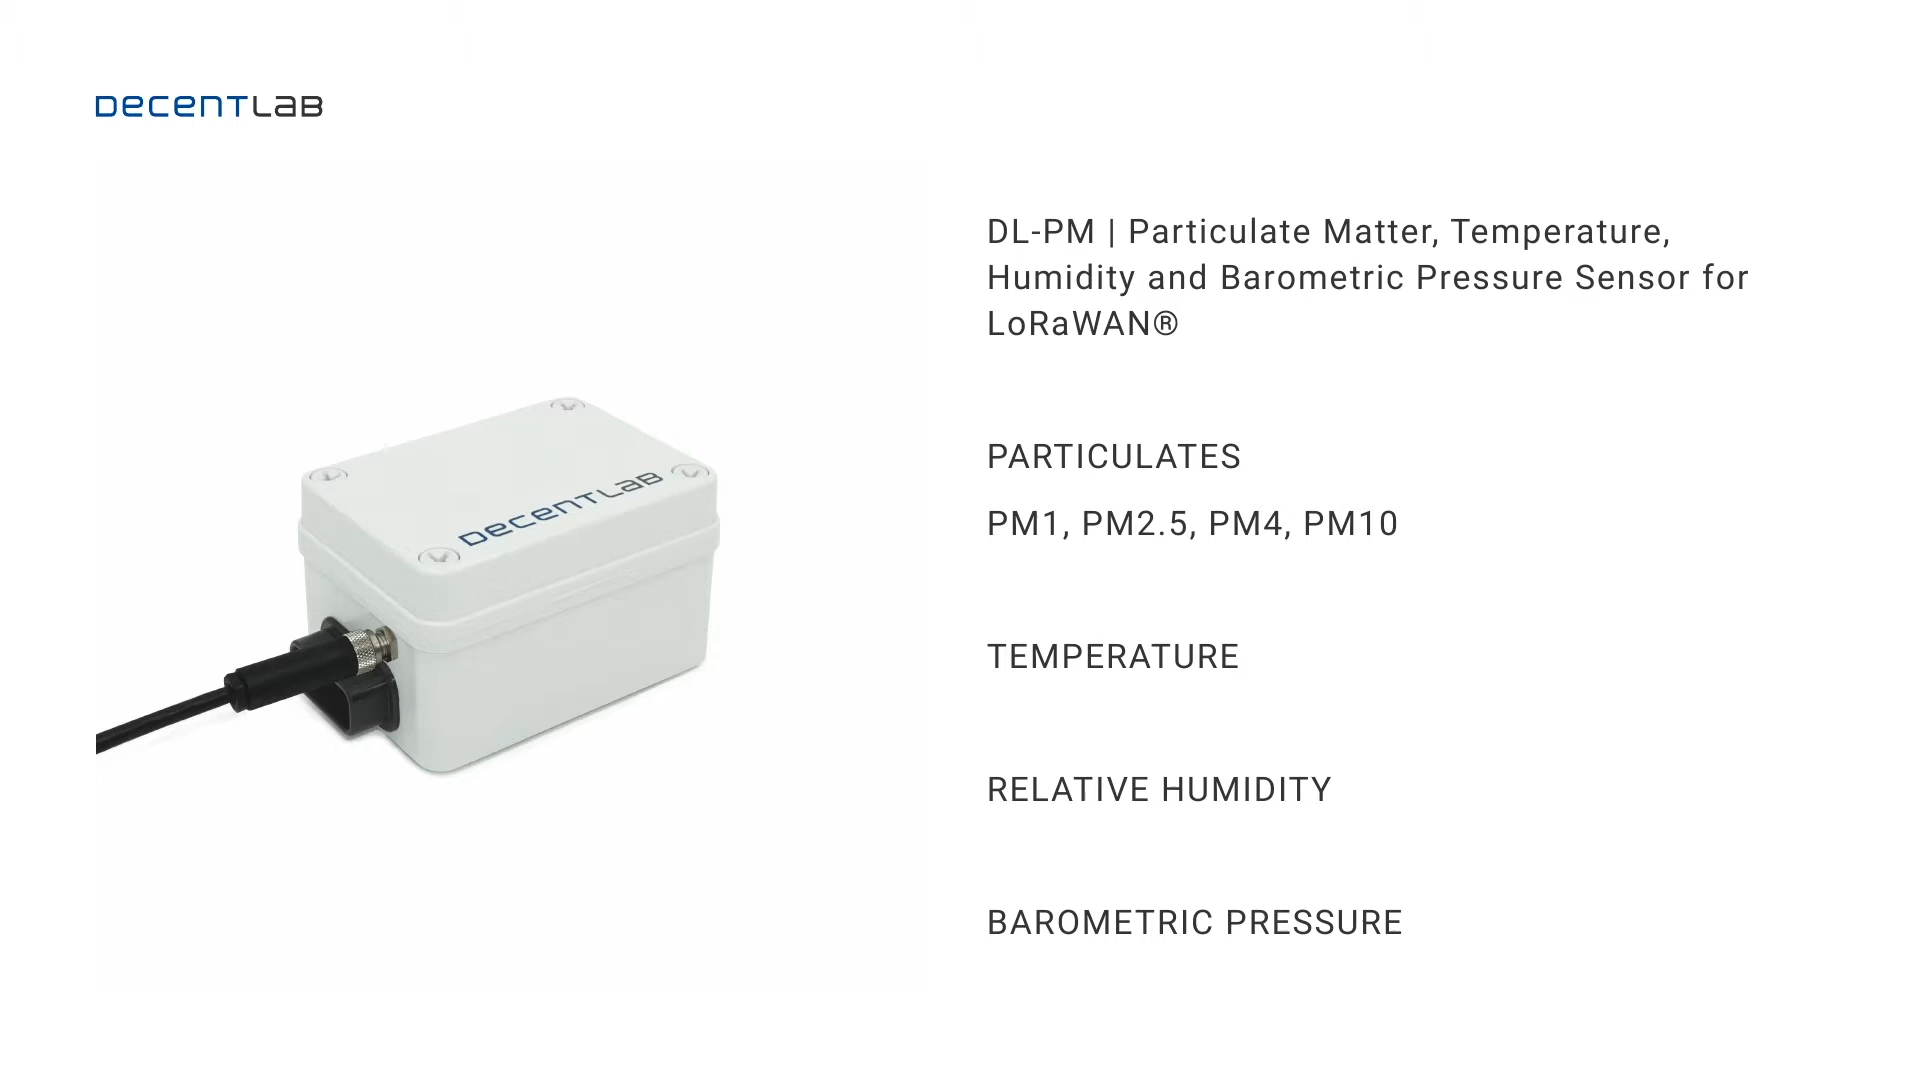 DECENTLAB
DECENTLAB
DL-PM | Particulate Matter, Temperature,
Humidity and Barometric Pressure Sensor for
LoRaWAN®
PARTICULATES
PM1, PM2.5, PM4, PM10
TEMPERATURE
RELATIVE HUMIDITY
BAROMETRIC PRESSURE